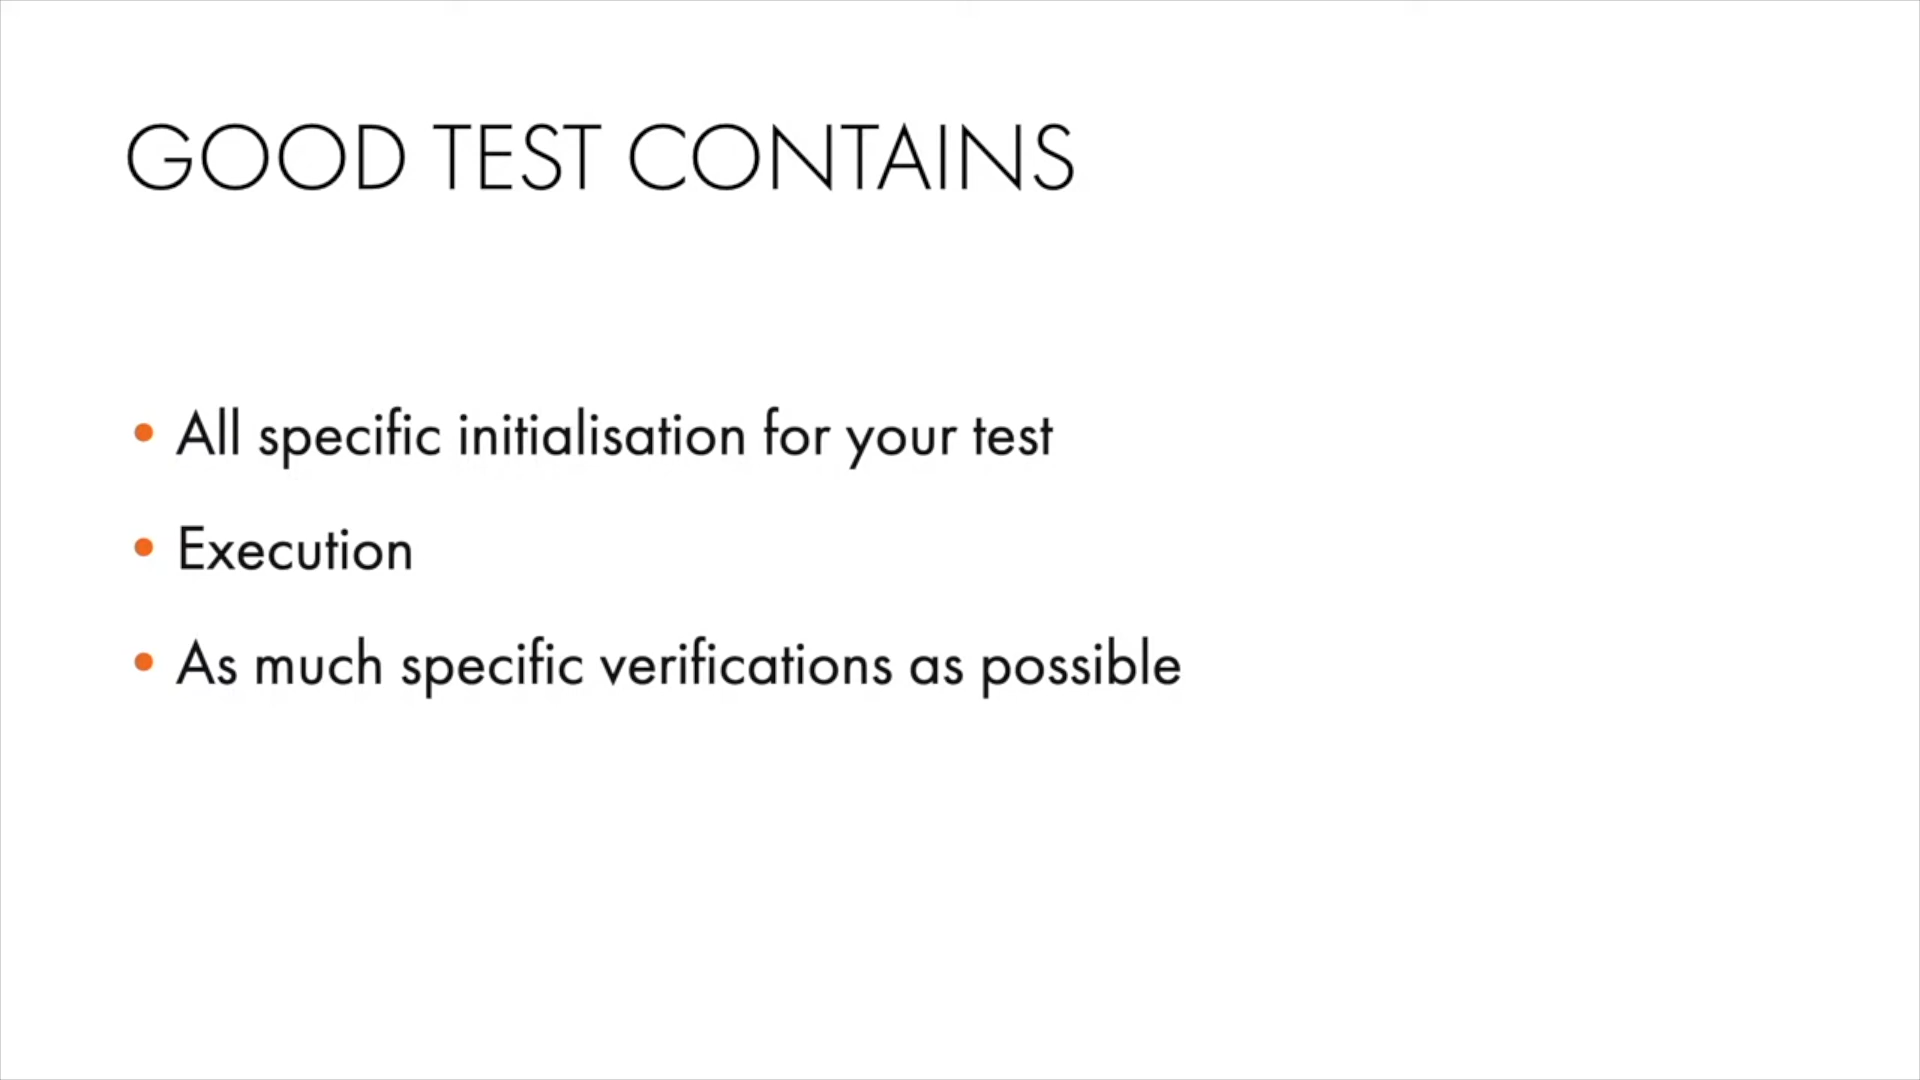 GOOD TEST CONTAINS
• All specific initialisation for your test
• Execution
• As much specific verifications as possible